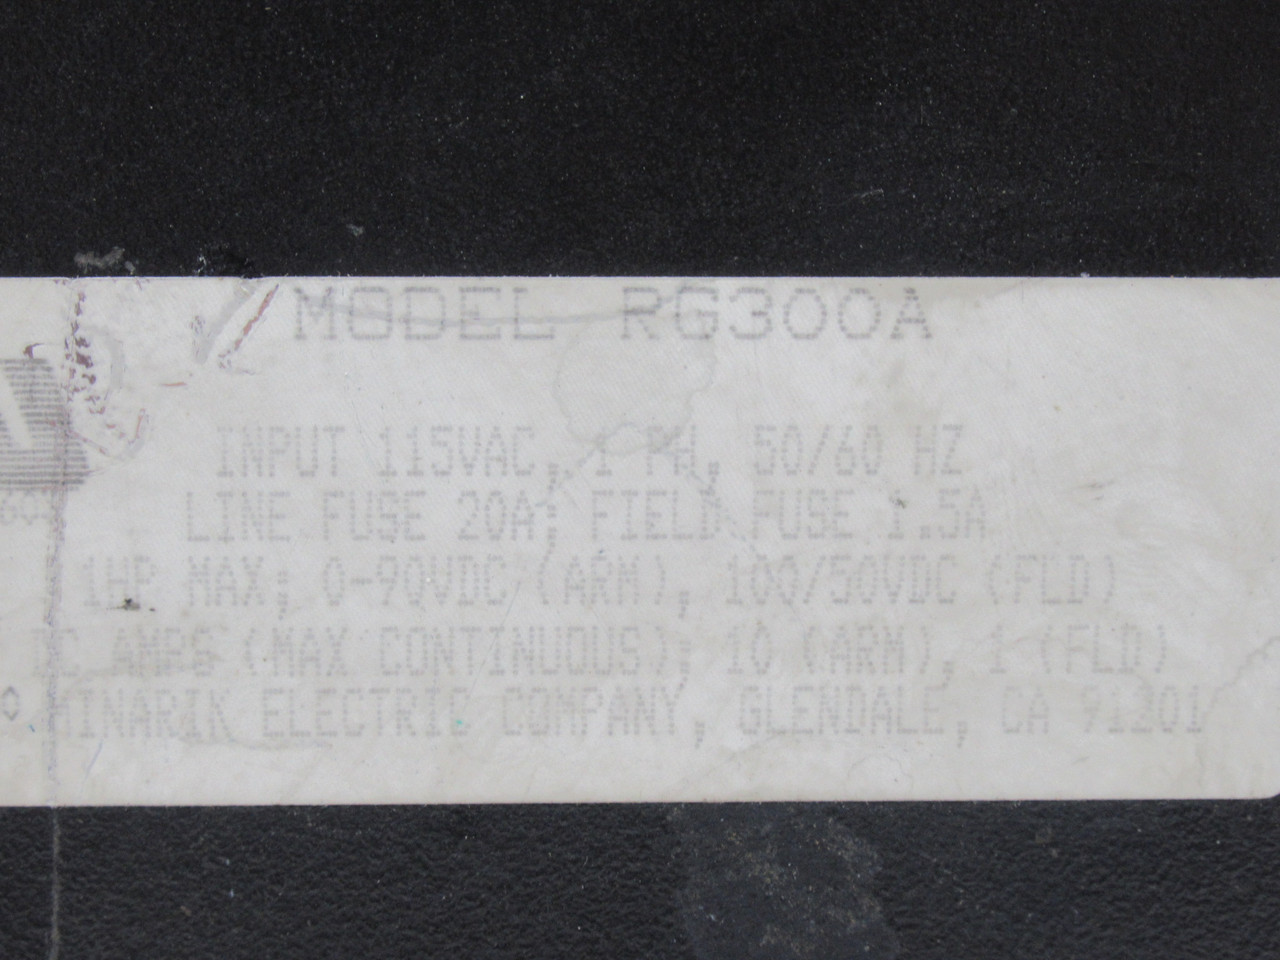 MODEL RG300A
INPUT 115VAC, 1 PH, 50/60 HZ
LINE FUSE 20A; FIELD FUSE 1.5A
1HP MAX; 0-90VDC (ARM), 100/50VDC (FLD)
DC AMPS (MAX CONTINUOUS); 10 (ARM), 1 (FLD)
MINARIK ELECTRIC COMPANY, GLENDALE, CA 91201